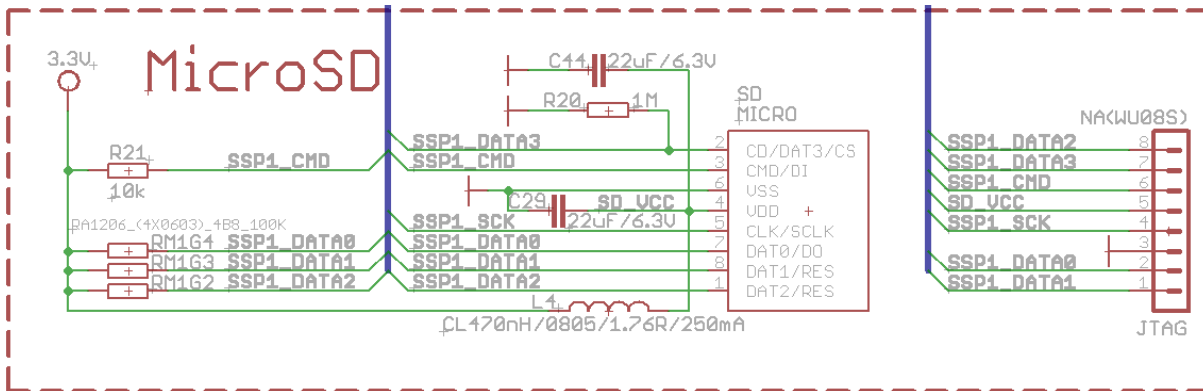 MicroSD
3.3V
C44
22uF/6.3V
R20
1M
SD
MICRO
NA(WU08S)
R21
10k
SSP1_CMD
SSP1_DATA3
SSP1_CMD
C29
SD_VCC
22uF/6.3V
SSP1_SCK
SSP1_DATA0
SSP1_DATA1
SSP1_DATA2
RA1206_(4X0603)_4B8_100K
RM1G4
SSP1_DATA0
RM1G3
SSP1_DATA1
RM1G2
SSP1_DATA2
L4
CL470nH/0805/1.76R/250mA
2 CD/DAT3/CS
3 CMD/DI
6 VSS
4 VDD
5 CLK/SCLK
7 DAT0/DO
8 DAT1/RES
1 DAT2/RES
SSP1_DATA2 8
SSP1_DATA3 7
SSP1_CMD 6
SD_VCC 5
SSP1_SCK 4
3
SSP1_DATA0 2
SSP1_DATA1 1
JTAG